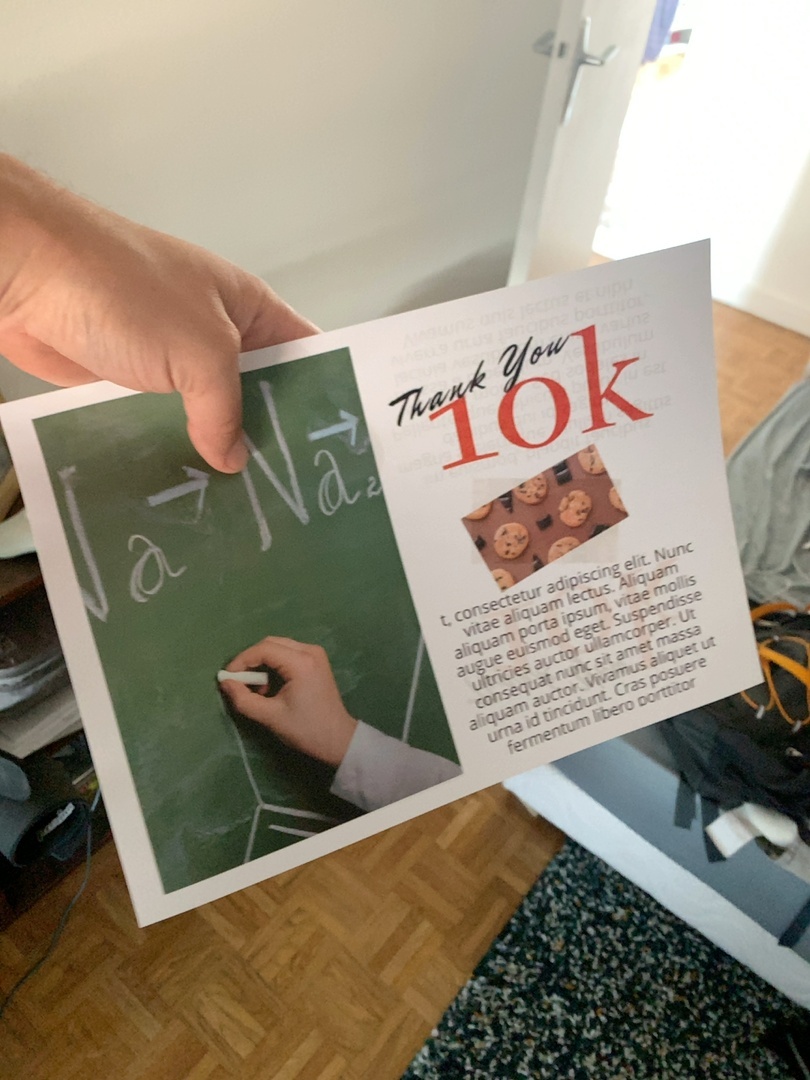 Na
Na₂
Thank You
10k
t, consectetur adipiscing elit. Nunc
vitae aliquam lectus. Aliquam
aliquam porta ipsum, vitae mollis
augue euismod eget. Suspendisse
ultricies auctor ullamcorper. Ut
consequat nunc sit amet massa
aliquam auctor. Vivamus aliquet ut
urna id tincidunt. Cras posuere
fermentum libero porttitor